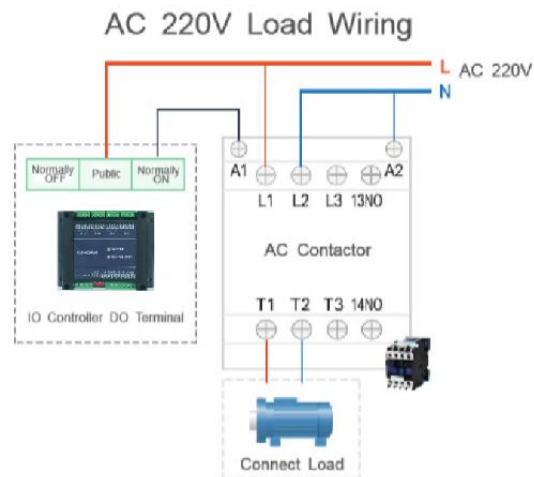 AC 220V Load Wiring
L AC 220V
N
Normally OFF Public Normally ON
A1 A2
L1 L2 L3 13NO
AC Contactor
IO Controller DO Terminal
T1 T2 T3 14NO
Connect Load